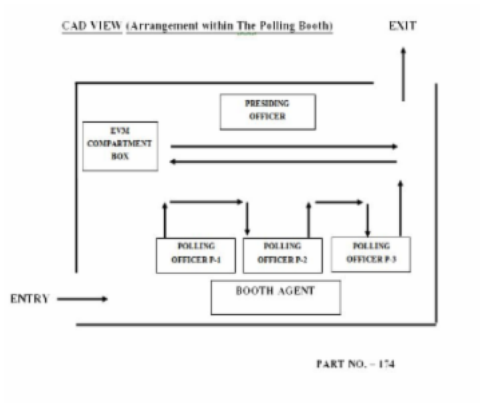 CAD VIEW (Arrangement within The Polling Booth)
EXIT
PRESIDING
OFFICER
EVM
COMPARTMENT
BOX
POLLING
OFFICER P-1
POLLING
OFFICER P-2
POLLING
OFFICER P-3
BOOTH AGENT
ENTRY
PART NO. – 174